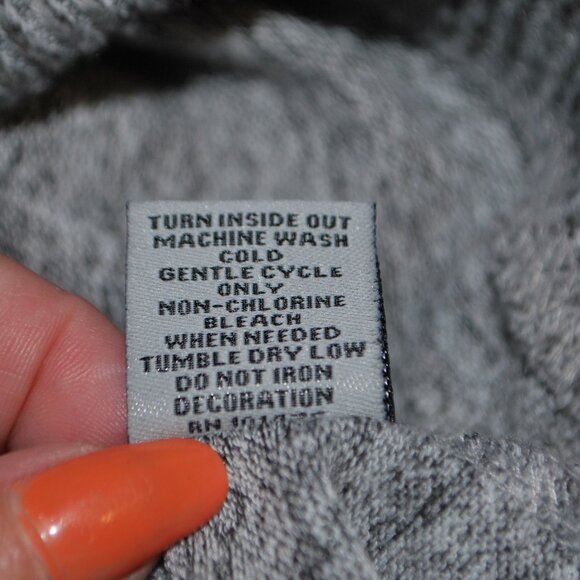 TURN INSIDE OUT
MACHINE WASH
COLD
GENTLE CYCLE
ONLY
NON-CHLORINE
BLEACH
WHEN NEEDED
TUMBLE DRY LOW
DO NOT IRON
DECORATION
RN